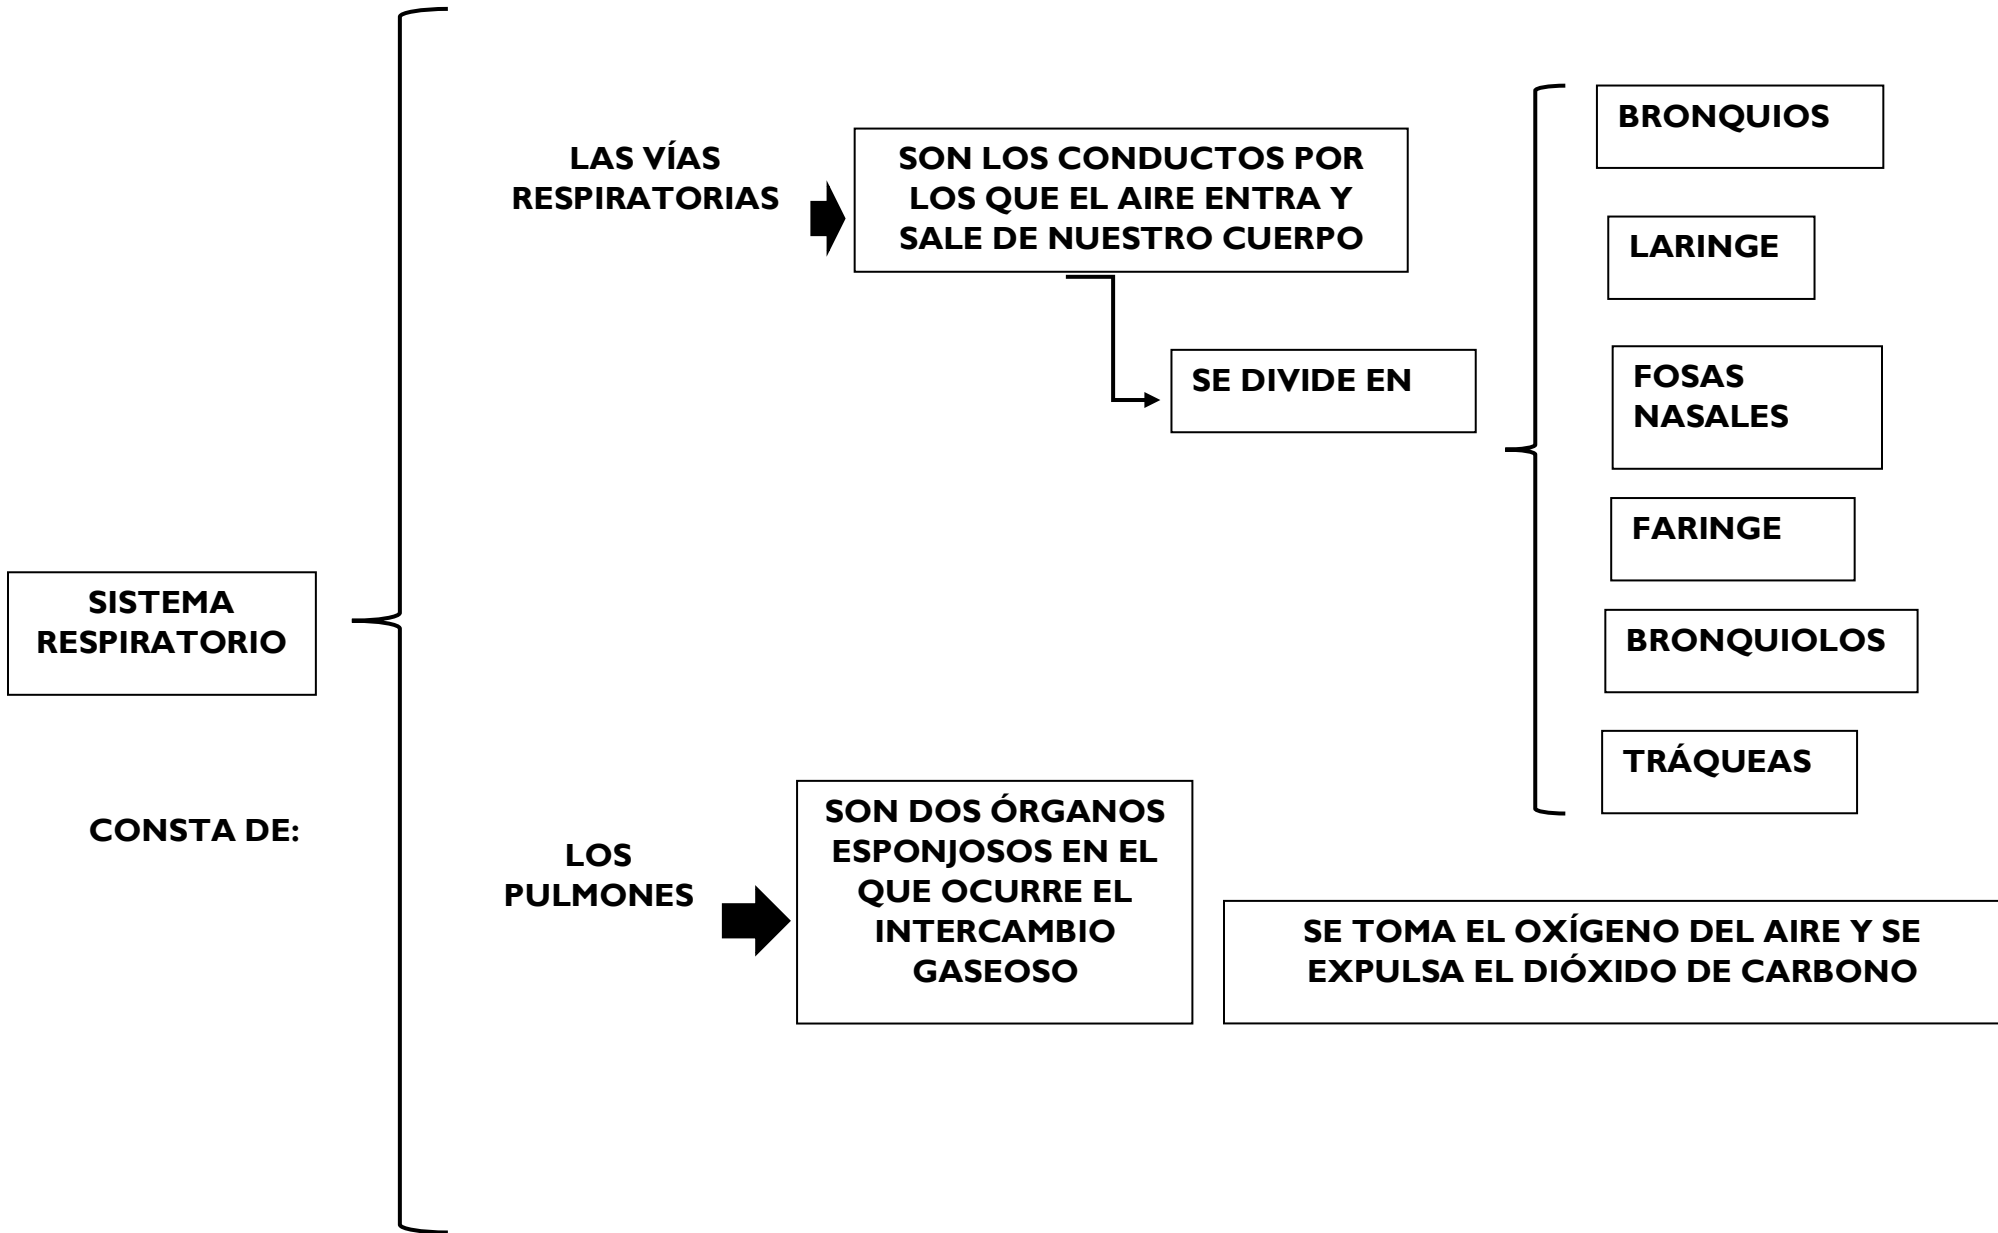 SISTEMA
RESPIRATORIO
CONSTA DE:
LAS VÍAS
RESPIRATORIAS
SON LOS CONDUCTOS POR
LOS QUE EL AIRE ENTRA Y
SALE DE NUESTRO CUERPO
SE DIVIDE EN
BRONQUIOS
LARINGE
FOSAS
NASALES
FARINGE
BRONQUIOLOS
TRÁQUEAS
LOS
PULMONES
SON DOS ÓRGANOS
ESPONJOSOS EN EL
QUE OCURRE EL
INTERCAMBIO
GASEOSO
SE TOMA EL OXÍGENO DEL AIRE Y SE
EXPULSA EL DIÓXIDO DE CARBONO